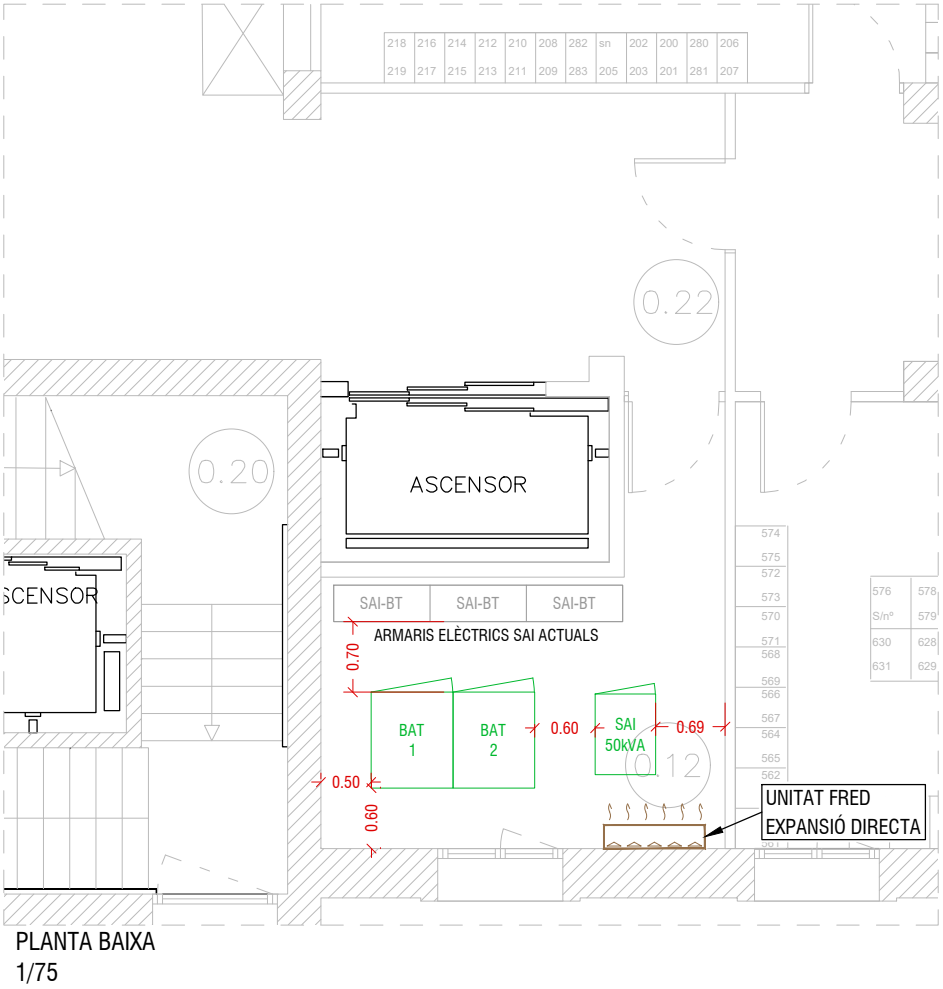 218 216 214 212 210 208 282 sn 202 200 280 206
219 217 215 213 211 209 283 205 203 201 281 207
0.22
0.20
ASCENSOR
SCENSOR
574
575
572
573
570
571
568
569
566
567
564
565
562
576 578
S/nº 579
630 628
631 629
SAI-BT SAI-BT SAI-BT
ARMARIS ELÈCTRICS SAI ACTUALS
0.70
BAT
1
BAT
2
0.60
SAI
50kVA
0.69
0.12
0.50
0.60
UNITAT FRED
EXPANSIÓ DIRECTA
PLANTA BAIXA
1/75